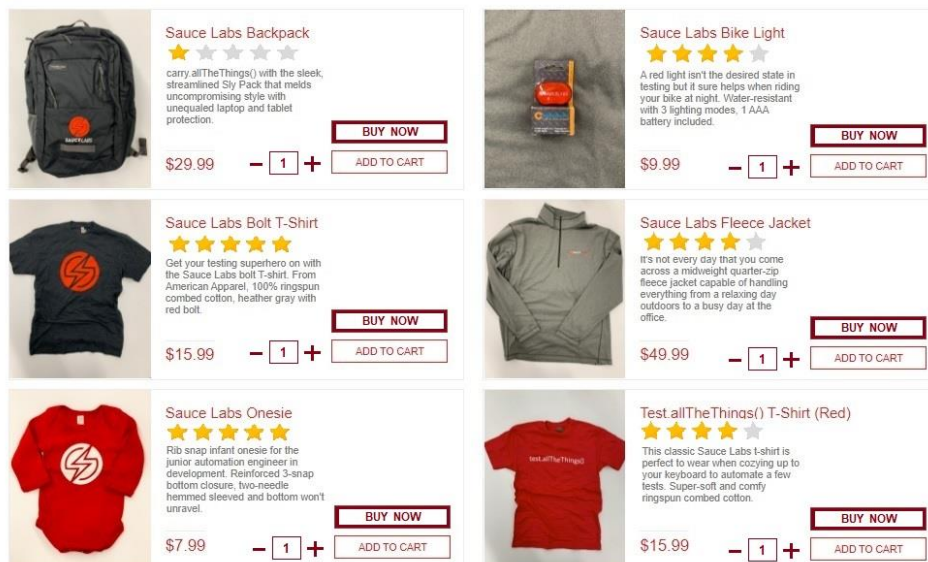 Sauce Labs Backpack
carry.allTheThings() with the sleek,
streamlined Sly Pack that melds
uncompromising style with
unequaled laptop and tablet
protection.
BUY NOW
$29.99
1
ADD TO CART
Sauce Labs Bike Light
A red light isn't the desired state in
testing but it sure helps when riding
your bike at night. Water-resistant
with 3 lighting modes, 1 AAA
battery included.
BUY NOW
$9.99
1
ADD TO CART
Sauce Labs Bolt T-Shirt
Get your testing superhero on with
the Sauce Labs bolt T-shirt. From
American Apparel, 100% ringspun
combed cotton, heather gray with
red bolt.
BUY NOW
$15.99
1
ADD TO CART
Sauce Labs Fleece Jacket
It's not every day that you come
across a midweight quarter-zip
fleece jacket capable of handling
everything from a relaxing day
outdoors to a busy day at the
office.
BUY NOW
$49.99
1
ADD TO CART
Sauce Labs Onesie
Rib snap infant onesie for the
junior automation engineer in
development. Reinforced 3-snap
bottom closure, two-needle
hemmed sleeved and bottom won't
unravel.
BUY NOW
$7.99
1
ADD TO CART
test.allTheThings()
Test.allTheThings() T-Shirt (Red)
This classic Sauce Labs t-shirt is
perfect to wear when cozying up to
your keyboard to automate a few
tests. Super-soft and comfy
ringspun combed cotton.
BUY NOW
$15.99
1
ADD TO CART